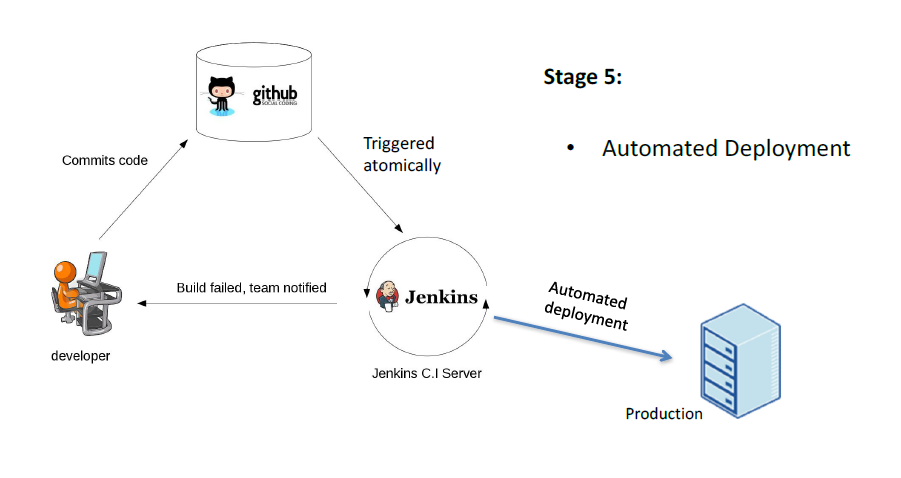 github
SOCIAL CODING
Stage 5:
• Automated Deployment
Commits code
Triggered
atomically
Build failed, team notified
Jenkins
Automated
deployment
developer
Jenkins C.I Server
Production